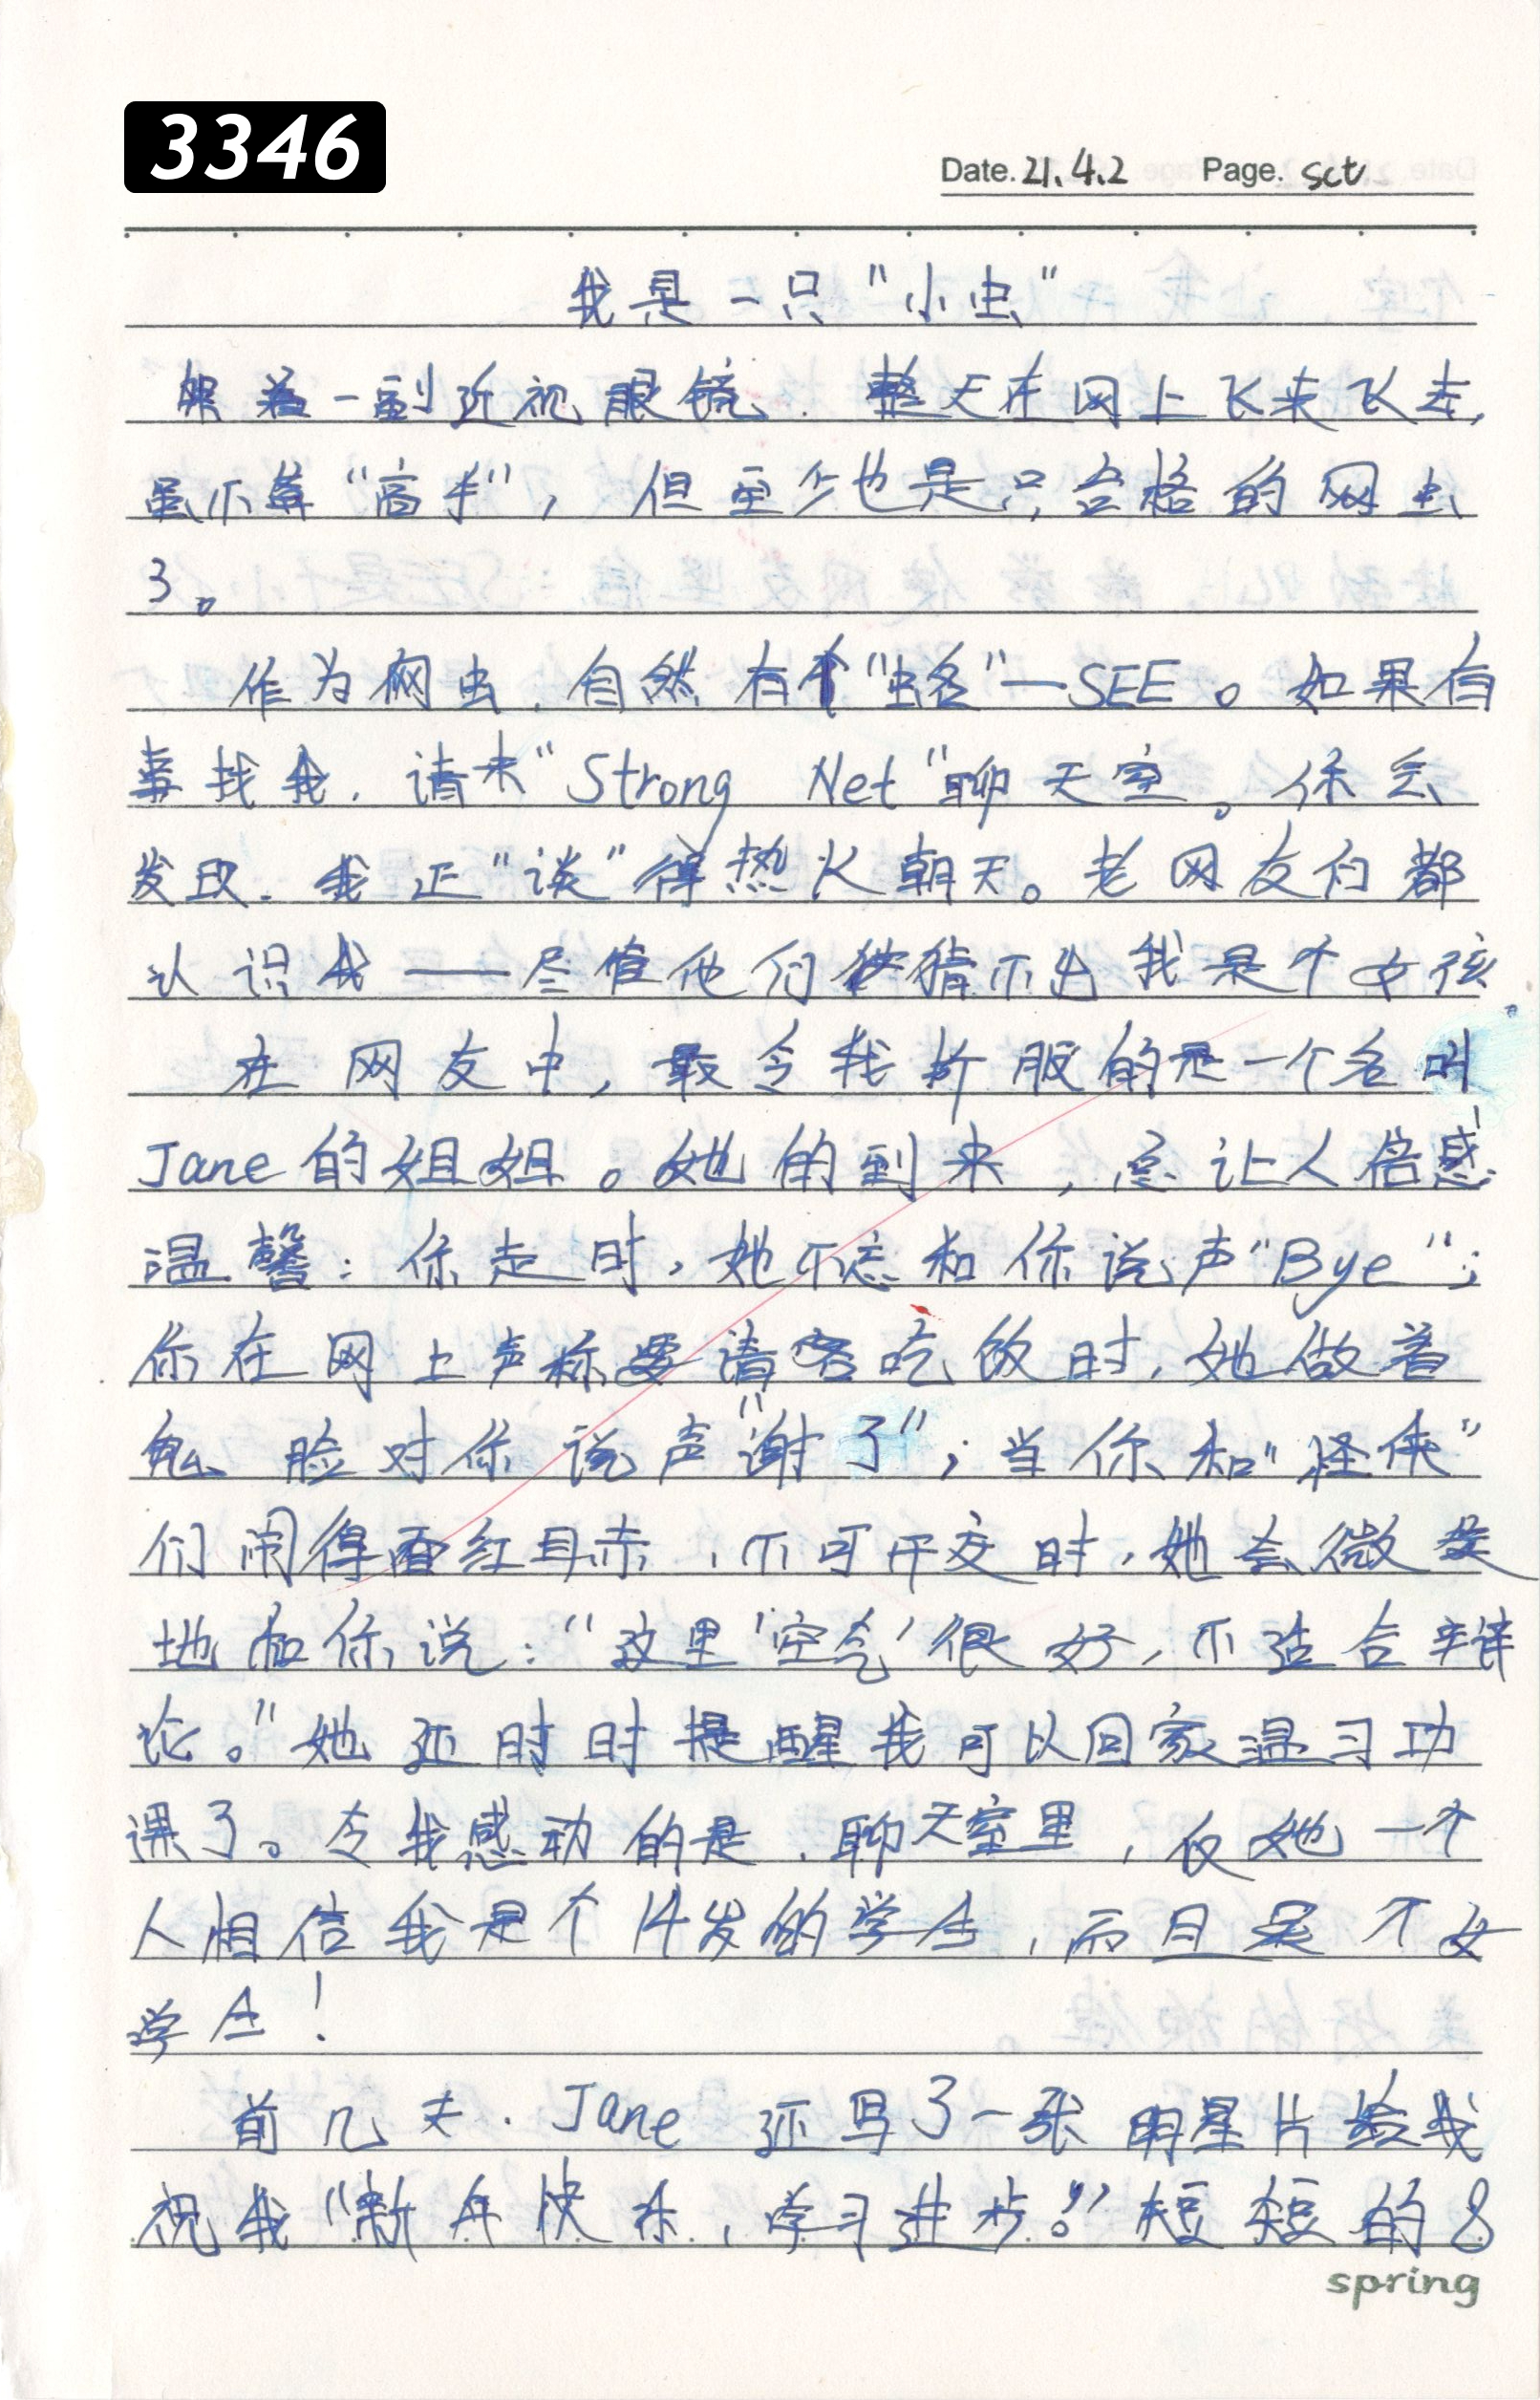 3346
Date. 21.4.2 Page. sct
我是一只“小虫”
架着一副近视眼镜，整天在网上飞来飞去，
虽不算“高手”，但至少也是只合格的网虫
了。
作为网虫，自然有个“虫名”—SEE。如果有
事找我，请来“Strong Net”聊天室。你会
发现，我正“谈”得热火朝天。老网友们都
认识我——尽管他们猜不出我是个女孩
在网友中，最令我折服的是一个名叫
Jane的姐姐。她的到来，总让人倍感
温馨：你走时，她不忘和你说声“Bye”；
你在网上声称要请客吃饭时，她做着
鬼脸对你说声“谢了”；当你和“怪侠”
们闹得面红耳赤，不可开交时，她会微笑
地和你说：“这里‘空气’很好，不适合辩
论。”她还时时提醒我可以回家温习功
课了。令我感动的是，聊天室里，仅她一个
人相信我是个14岁的学生，而且是个女
学生！
前几天，Jane还写了一张明星片给我
祝我“新年快乐，学习进步。”短短的8
spring